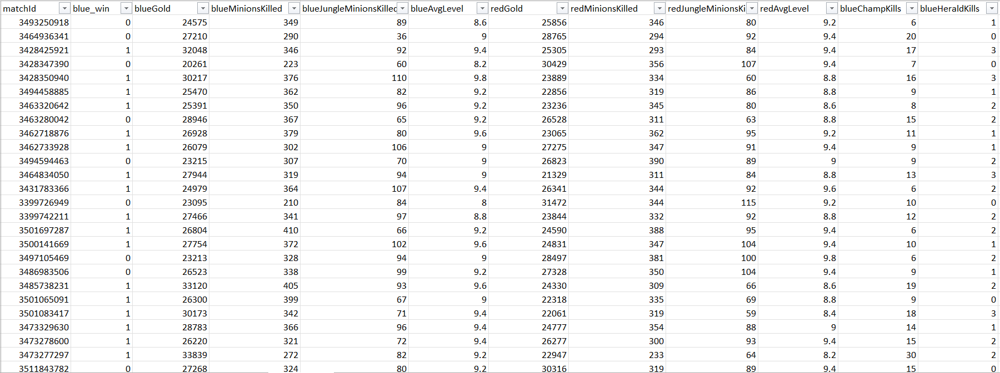 matchId blue_win blueGold blueMinionsKilled blueJungleMinionsKilled blueAvgLevel redGold redMinionsKilled redJungleMinionsKi redAvgLevel blueChampKills blueHeraldKills
3493250918 0 24575 349 89 8.6 25856 346 80 9.2 6 1
3464936341 0 27210 290 36 9 28765 294 92 9.4 20 0
3428425921 1 32048 346 92 9.4 25305 293 84 9.4 17 3
3428347390 0 20261 223 60 8.2 30429 356 107 9.4 7 0
3428350940 1 30217 376 110 9.8 23889 334 60 8.8 16 3
3494458885 1 25470 362 82 9.2 22856 319 86 8.8 9 1
3463320642 1 25391 350 96 9.2 23236 345 80 8.6 8 2
3463280042 0 28946 367 65 9.2 26528 311 63 8.8 15 2
3462718876 1 26928 379 80 9.6 23065 362 95 9.2 11 1
3462733928 1 26079 302 106 9 27275 347 91 9.4 9 1
3494594463 0 23215 307 70 9 26823 390 89 9 9 2
3464834050 1 27944 319 94 9 21329 311 84 8.8 13 3
3431783366 1 24979 364 107 9.4 26341 344 92 9.6 6 2
3399726949 0 23095 210 84 8 31472 344 115 9.2 10 0
3399742211 1 27466 341 97 8.8 23844 332 92 8.8 12 2
3501697287 1 26804 410 66 9.2 24590 388 95 9.4 6 2
3500141669 1 27754 372 102 9.6 24831 347 104 9.4 10 1
3497105469 0 23213 328 94 9 28497 381 100 9.8 6 2
3486983506 0 26523 338 99 9.2 27328 350 104 9.4 9 1
3485738231 1 33120 405 93 9.6 24330 309 66 8.6 19 2
3501065091 1 26300 399 67 9 22318 335 69 8.8 9 0
3501083417 1 30173 342 71 9.4 22061 319 59 8.4 18 3
3473329630 1 28783 366 96 9.4 24777 354 88 9 14 1
3473278600 1 26220 321 72 9.4 26277 300 93 9.4 15 2
3473277297 1 33839 272 82 9.2 22947 233 64 8.2 30 2
3511843782 0 27268 324 80 9.2 30316 319 89 9.4 15 0